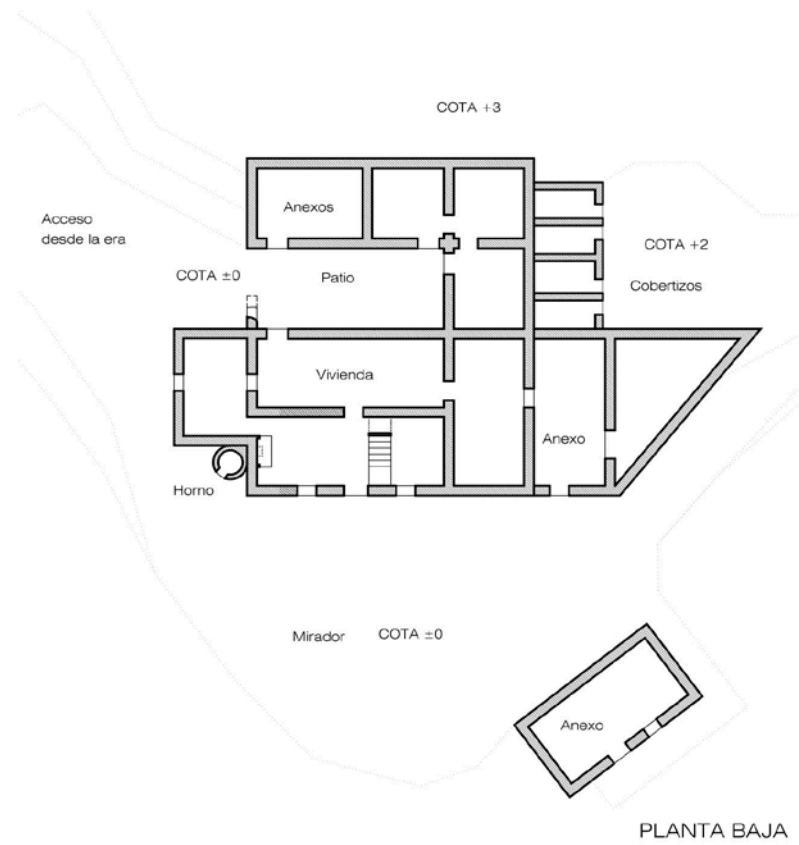 COTA +3
Anexos
Acceso
desde la era
COTA +2
COTA ±0
Patio
Cobertizos
Vivienda
Anexo
Horno
Mirador
COTA ±0
Anexo
PLANTA BAJA